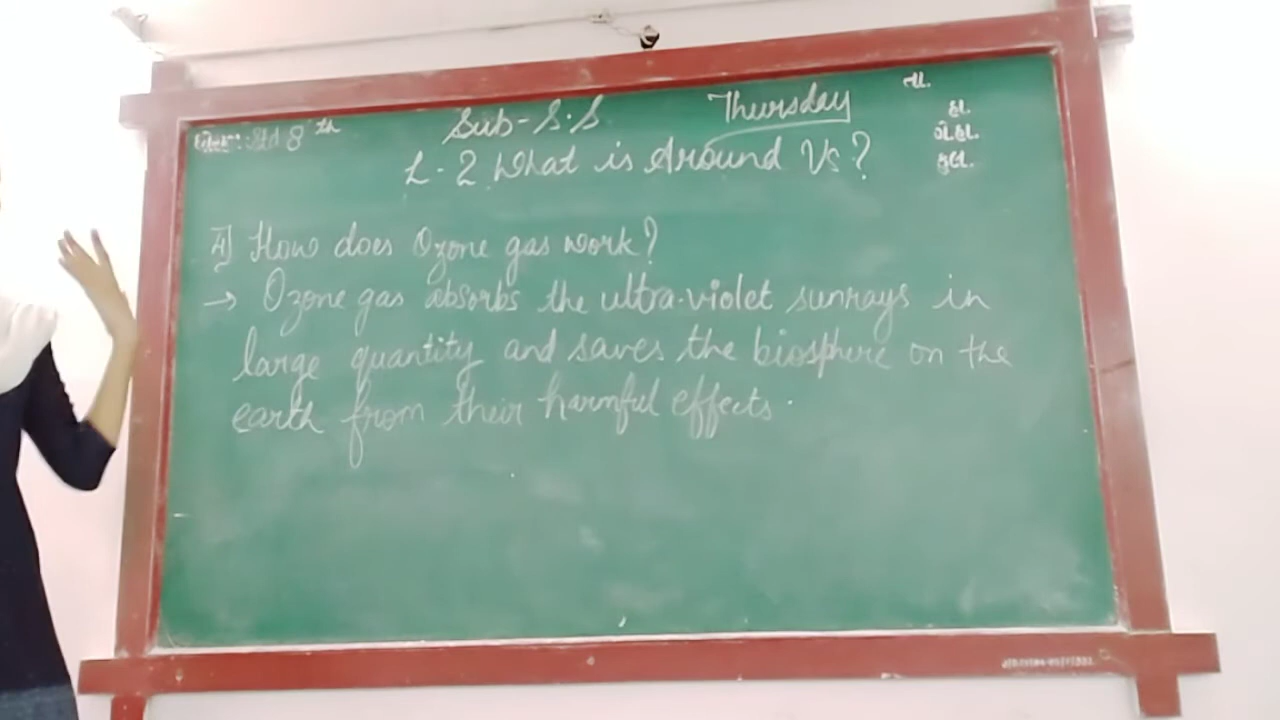 Std 8th
Sub-S.S
Thursday
તા.
L-2 What is Around Us?
હા.
ગે.હા.
કુલ.
4] How does Ozone gas work?
→ Ozone gas absorbs the ultra-violet sunrays in
large quantity and saves the biosphere on the
earth from their harmful effects.